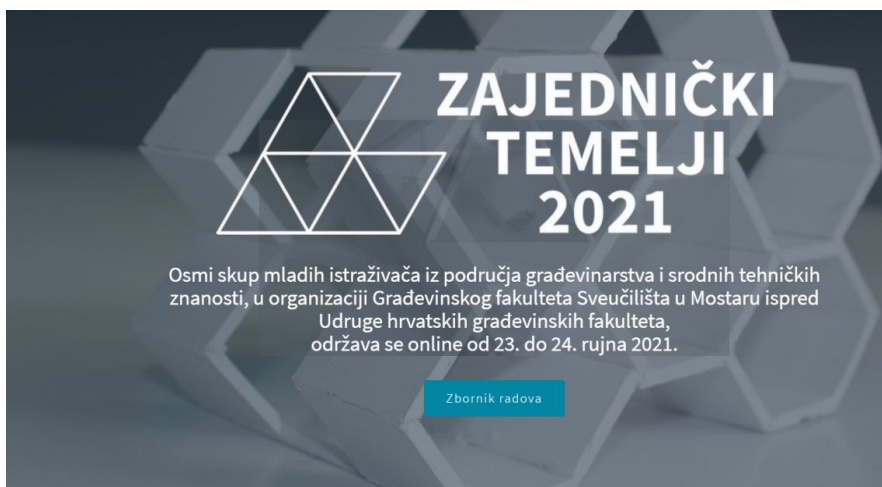 ZAJEDNIČKI
TEMELJI
2021
Osmi skup mladih istraživača iz područja građevinarstva i srodnih tehničkih
znanosti, u organizaciji Građevinskog fakulteta Sveučilišta u Mostaru ispred
Udruge hrvatskih građevinskih fakulteta,
održava se online od 23. do 24. rujna 2021.
Zbornik radova